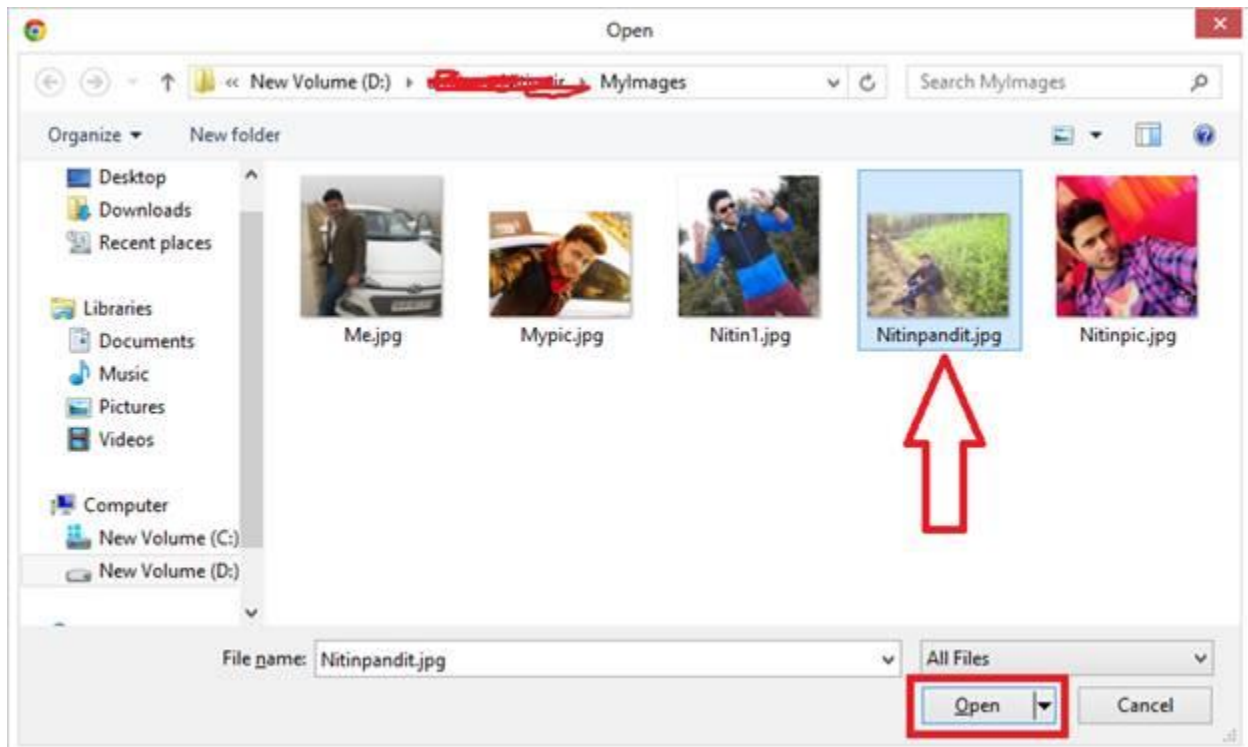 Open
« New Volume (D:) MyImages
Search MyImages
Organize
New folder
Desktop
Downloads
Recent places
Libraries
Documents
Music
Pictures
Videos
Computer
New Volume (C:)
New Volume (D:)
Me.jpg
Mypic.jpg
Nitin1.jpg
Nitinpandit.jpg
Nitinpic.jpg
File name: Nitinpandit.jpg
All Files
Open
Cancel